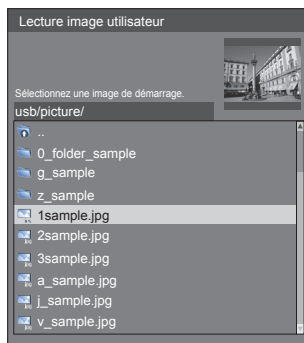 Lecture image utilisateur
Sélectionnez une image de démarrage.
usb/picture/
..
0_folder_sample
g_sample
z_sample
1sample.jpg
2sample.jpg
3sample.jpg
a_sample.jpg
j_sample.jpg
v_sample.jpg